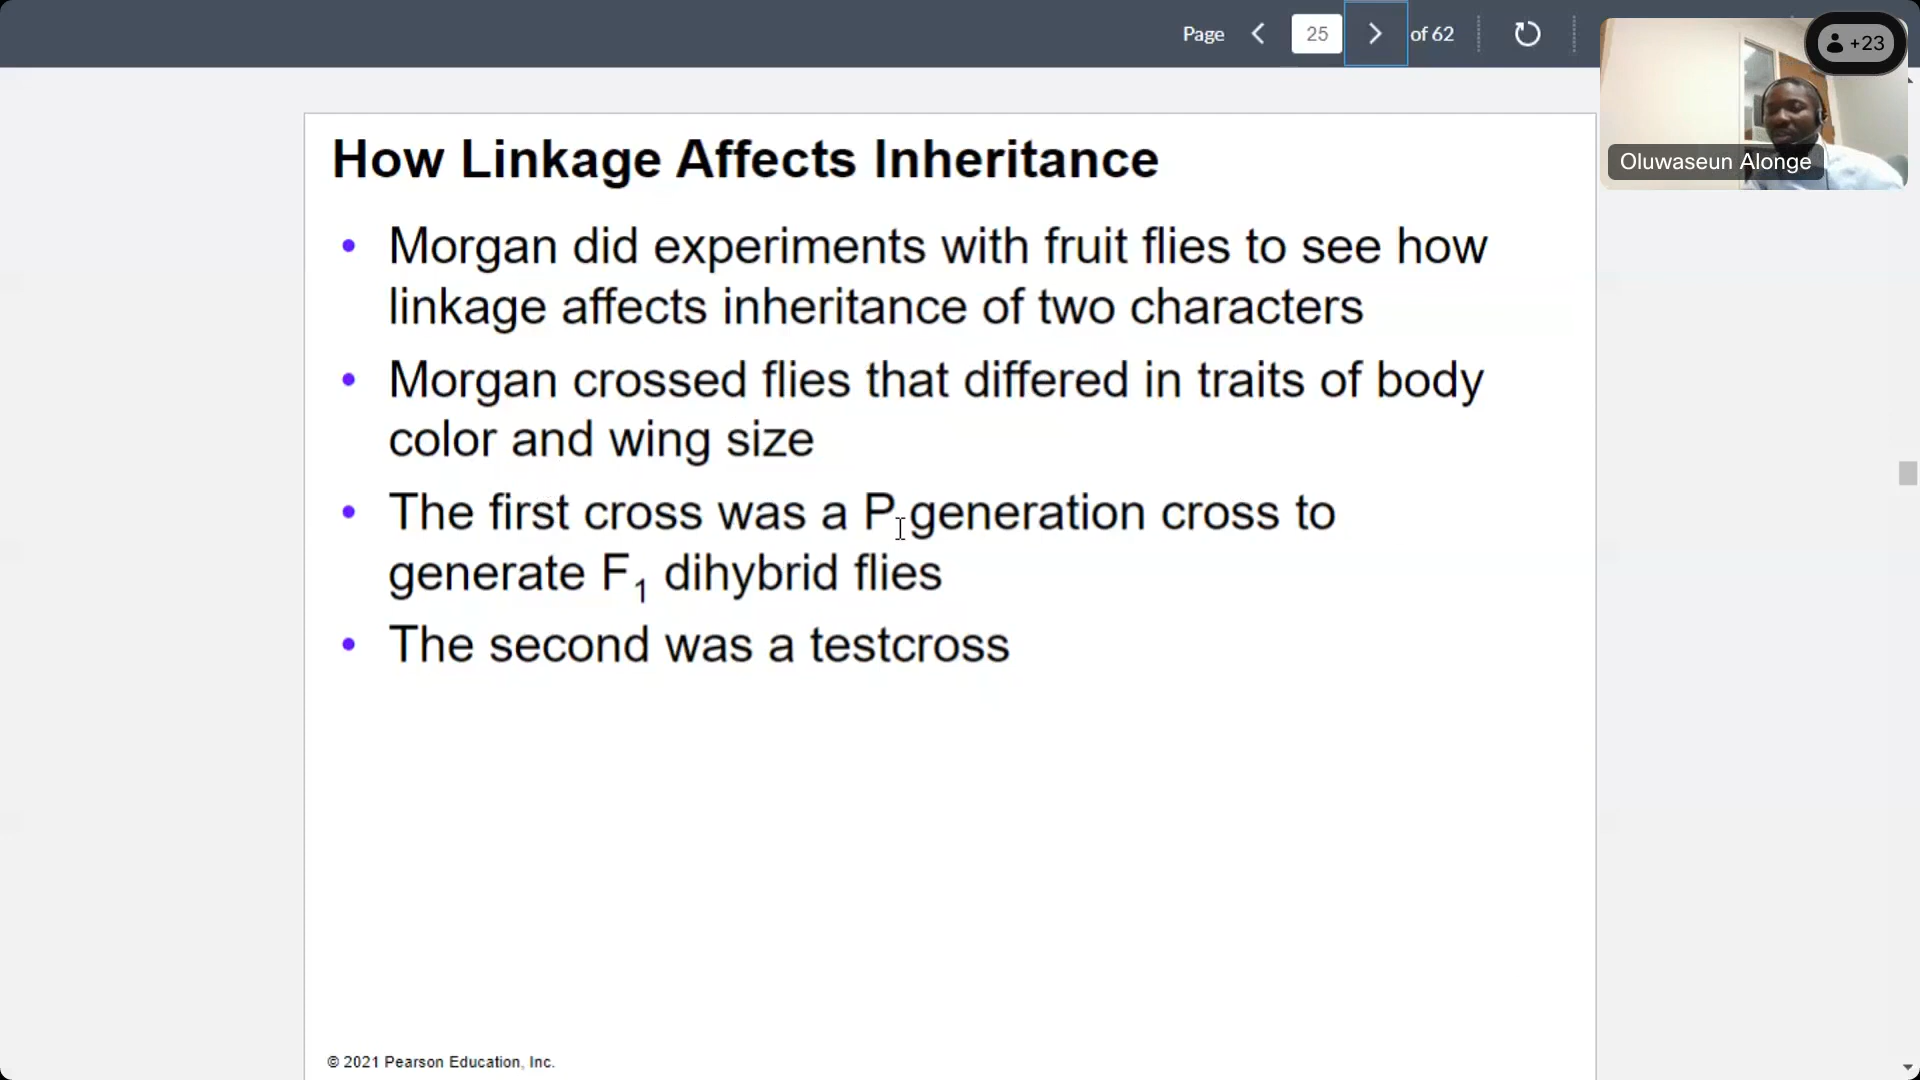 Page 25 of 62
+23
Oluwaseun Alonge
How Linkage Affects Inheritance
• Morgan did experiments with fruit flies to see how
linkage affects inheritance of two characters
• Morgan crossed flies that differed in traits of body
color and wing size
• The first cross was a P generation cross to
generate F₁ dihybrid flies
• The second was a testcross
© 2021 Pearson Education, Inc.